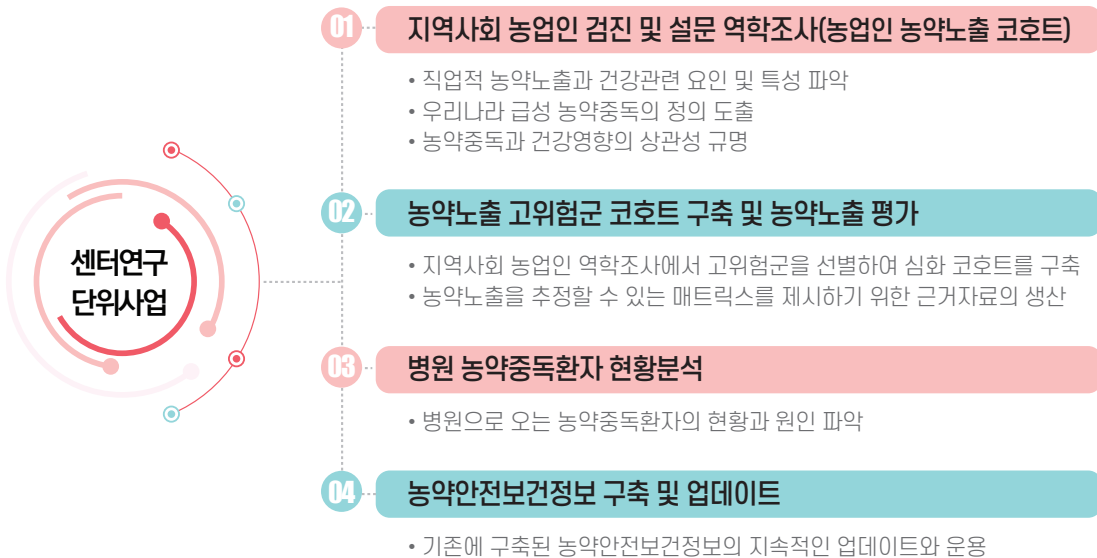 센터연구
단위사업
01 지역사회 농업인 검진 및 설문 역학조사(농업인 농약노출 코호트)
• 직업적 농약노출과 건강관련 요인 및 특성 파악
• 우리나라 급성 농약중독의 정의 도출
• 농약중독과 건강영향의 상관성 규명
02 농약노출 고위험군 코호트 구축 및 농약노출 평가
• 지역사회 농업인 역학조사에서 고위험군을 선별하여 심화 코호트를 구축
• 농약노출을 추정할 수 있는 매트릭스를 제시하기 위한 근거자료의 생산
03 병원 농약중독환자 현황분석
• 병원으로 오는 농약중독환자의 현황과 원인 파악
04 농약안전보건정보 구축 및 업데이트
• 기존에 구축된 농약안전보건정보의 지속적인 업데이트와 운용